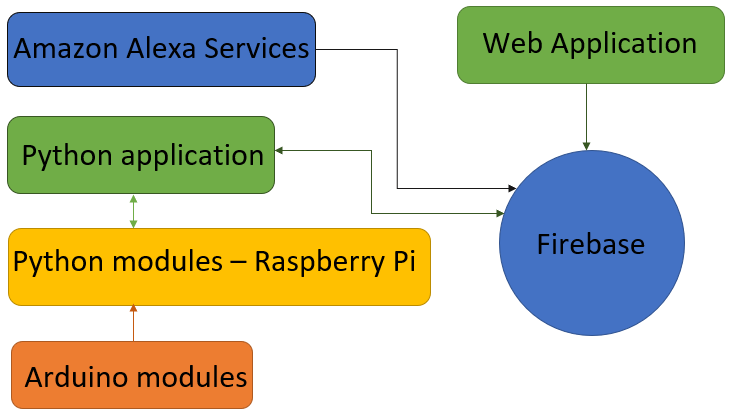 Amazon Alexa Services
Web Application
Python application
Firebase
Python modules – Raspberry Pi
Arduino modules